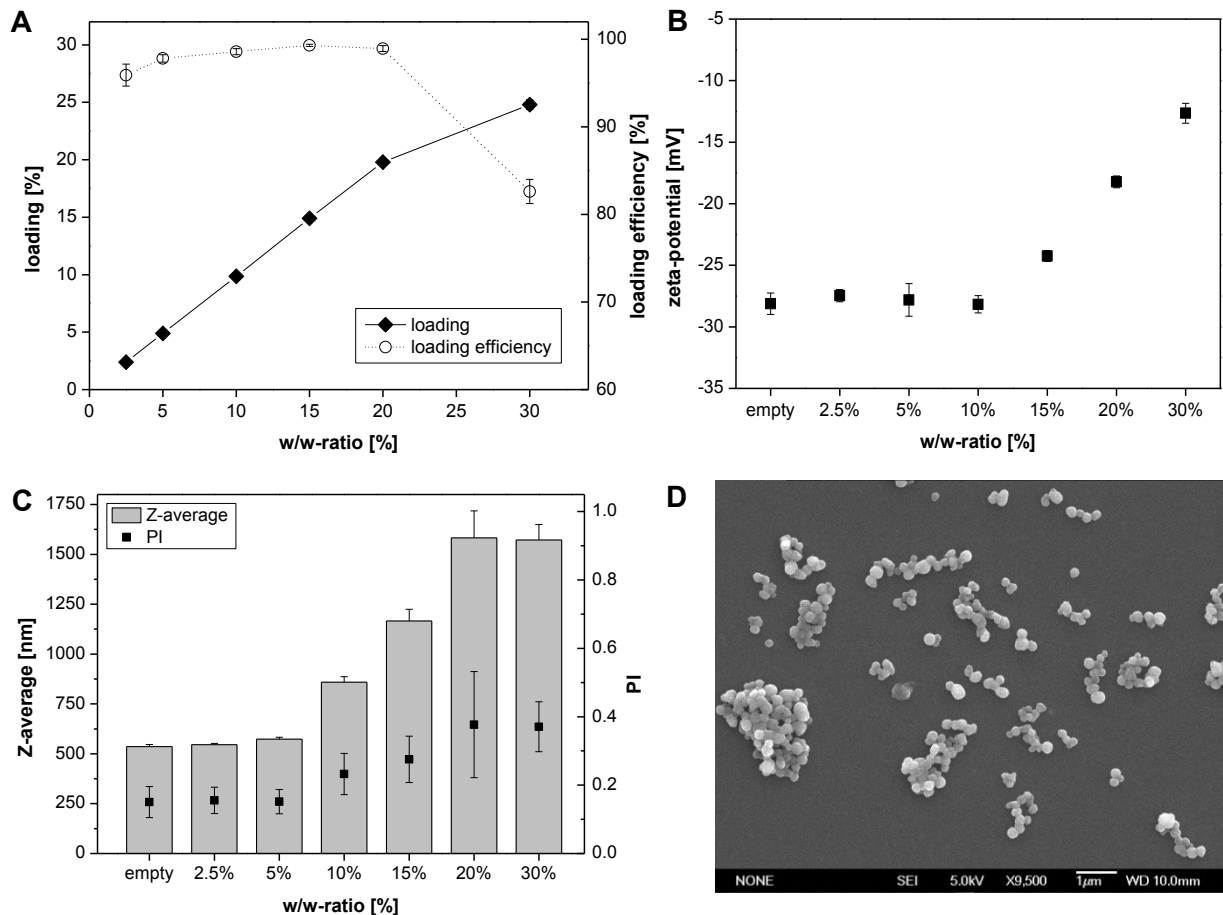 A
loading [%]
30
25
20
15
10
5
0
100
90
80
70
60
loading efficiency [%]
loading
loading efficiency
0 5 10 15 20 25 30
w/w-ratio [%]
B
zeta-potential [mV]
-5
-10
-15
-20
-25
-30
-35
empty 2.5% 5% 10% 15% 20% 30%
w/w-ratio [%]
C
Z-average [nm]
1750
1500
1250
1000
750
500
250
0
Z-average
PI
1.0
0.8
0.6
0.4
0.2
0.0
PI
empty 2.5% 5% 10% 15% 20% 30%
w/w-ratio [%]
D
NONE SEI 5.0kV X9,500 1µm WD 10.0mm